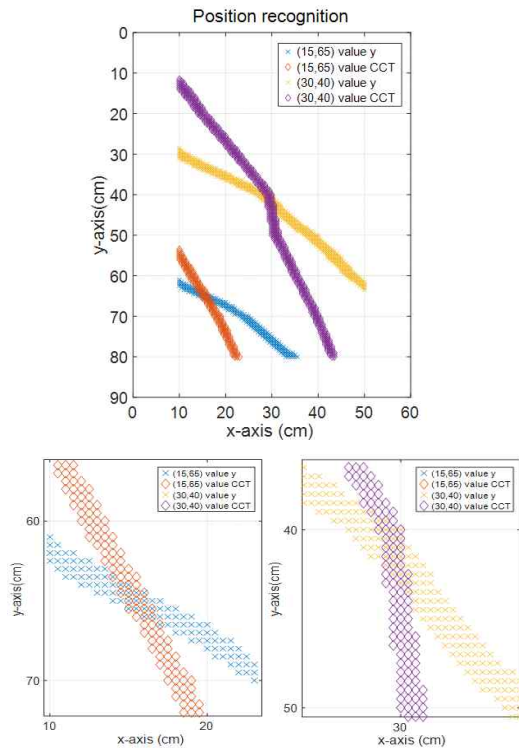 Position recognition
0
10
20
30
40
50
60
70
80
90
y-axis(cm)
(15,65) value y
(15,65) value CCT
(30,40) value y
(30,40) value CCT
0 10 20 30 40 50 60
x-axis (cm)
60
70
y-axis(cm)
(15,65) value y
(15,65) value CCT
(30,40) value y
(30,40) value CCT
10 20
x-axis (cm)
40
50
y-axis(cm)
(15,65) value y
(15,65) value CCT
(30,40) value y
(30,40) value CCT
30
x-axis (cm)